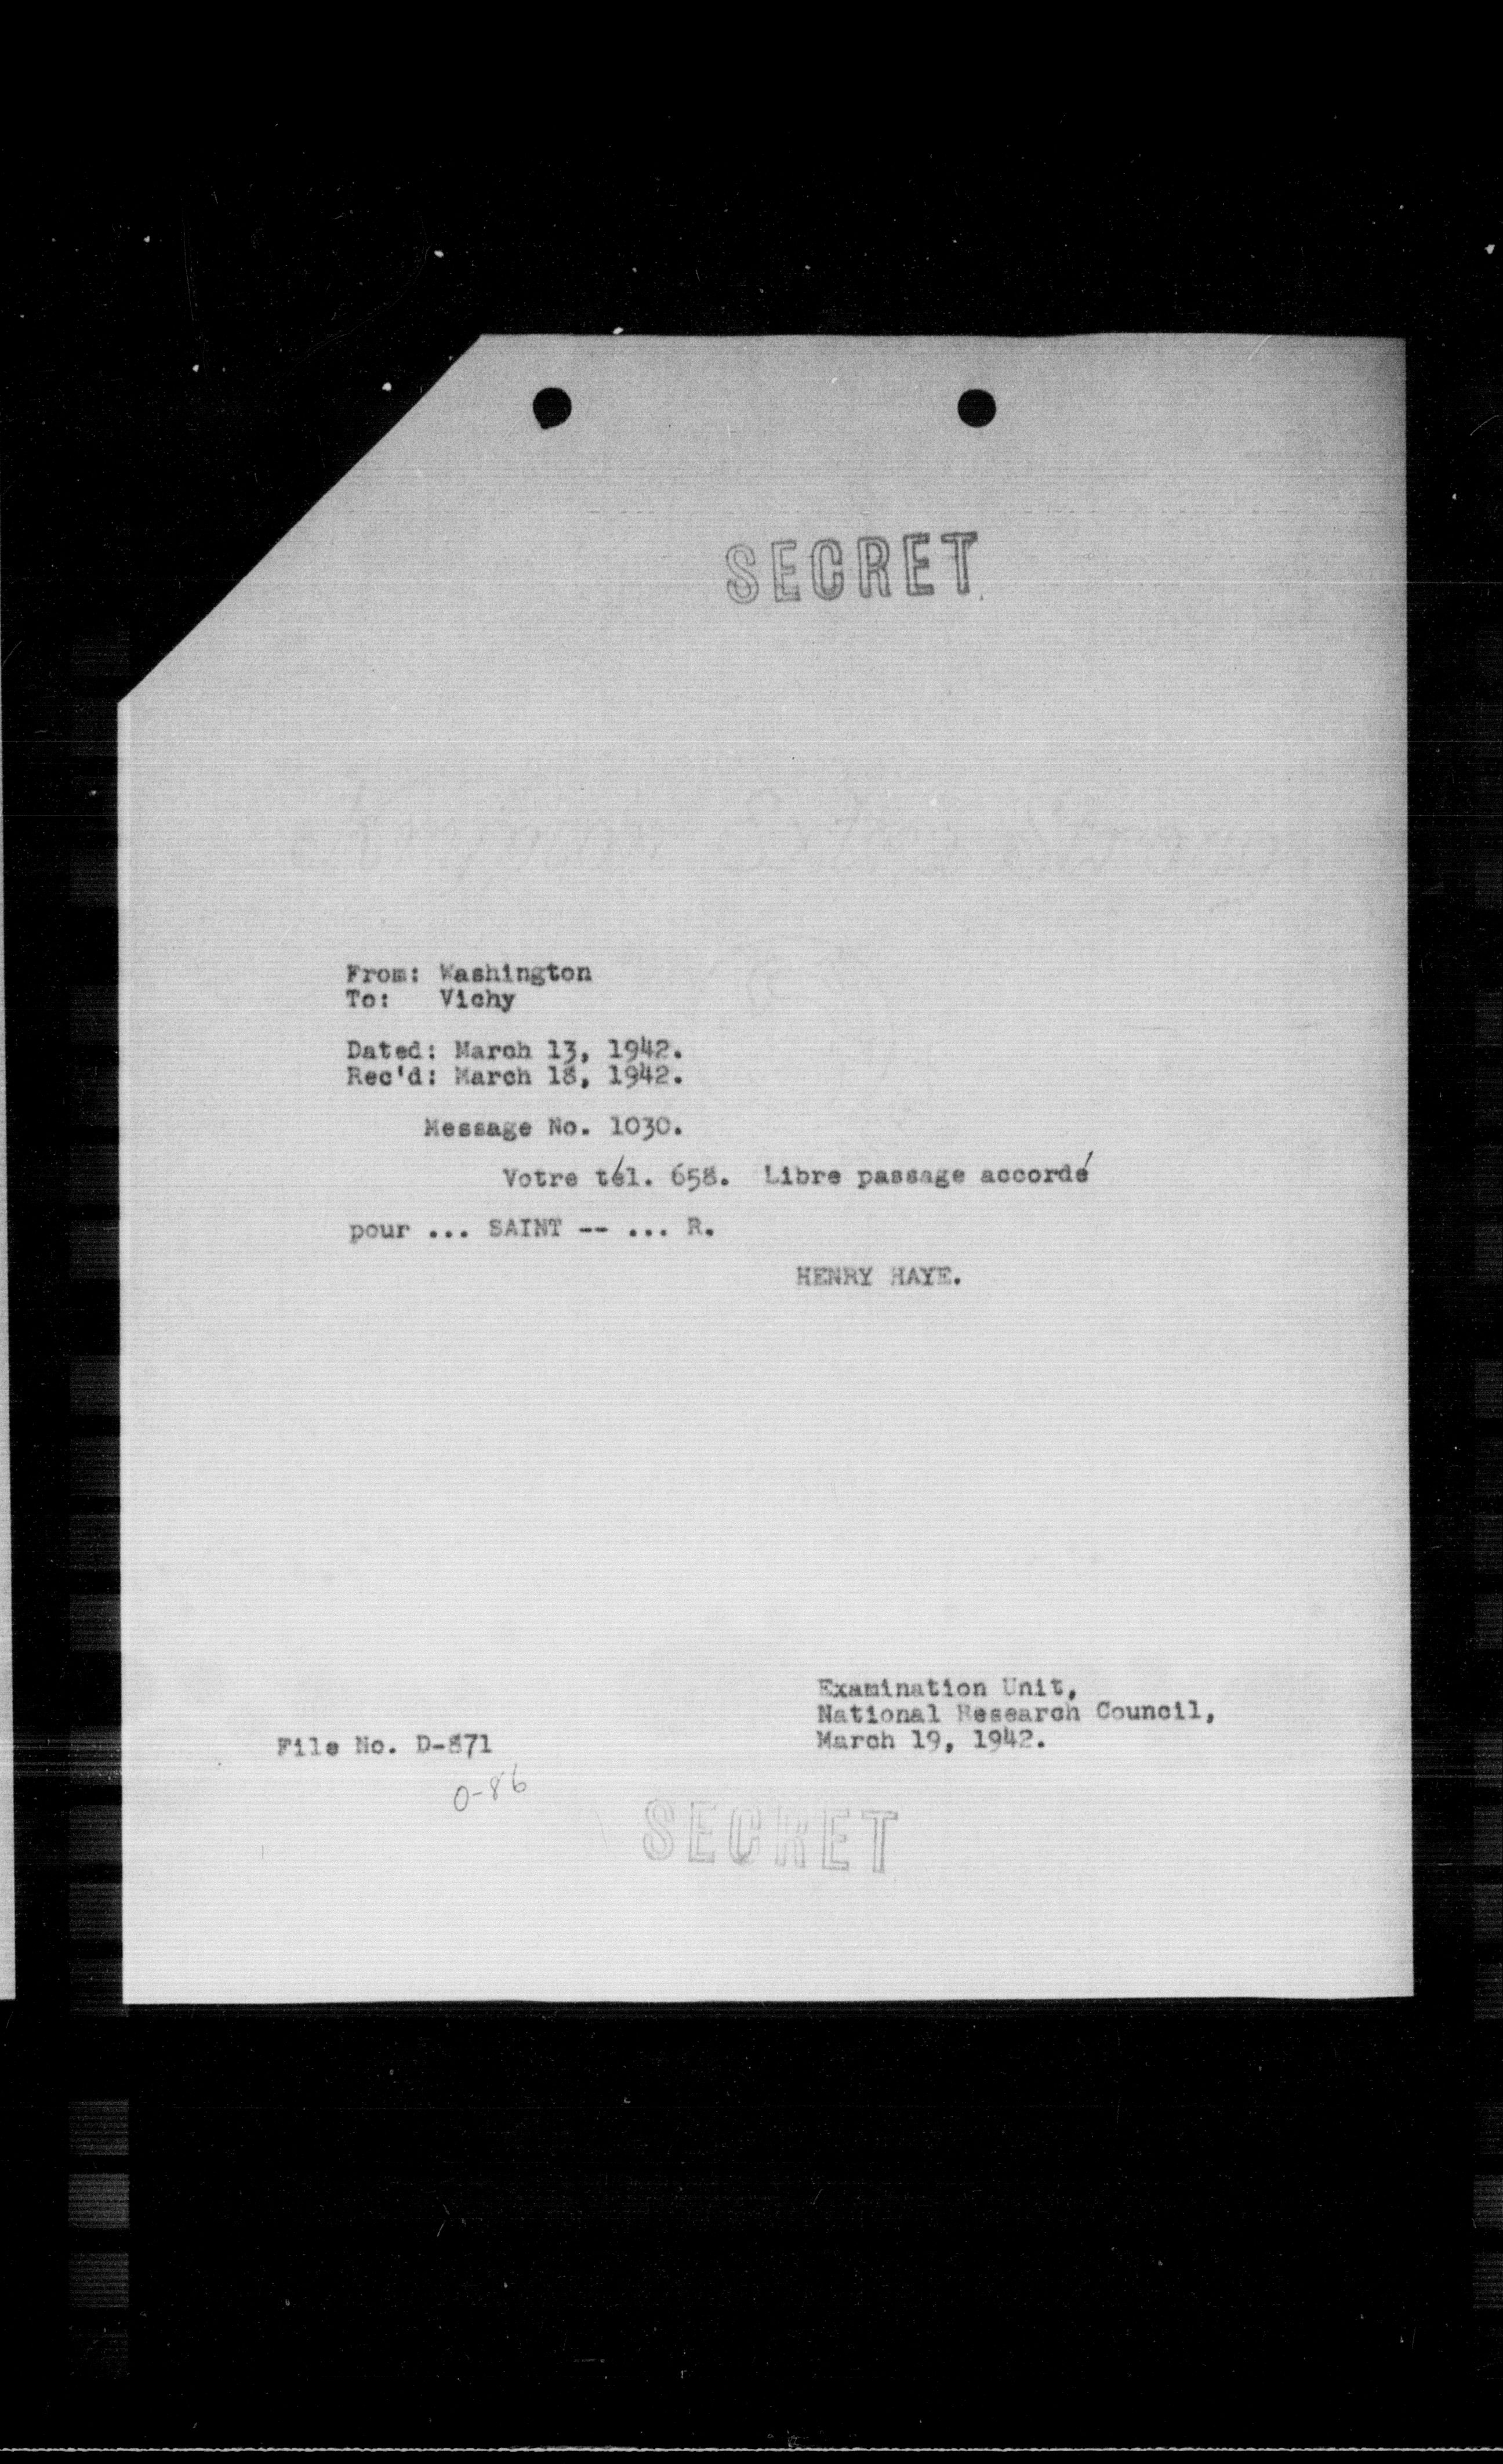 SECRET
From: Washington
To: Vichy
Dated: March 13, 1942.
Rec'd: March 18, 1942.
Message No. 1030.
Votre tél. 658. Libre passage accordé
pour ... SAINT -- ... R.
HENRY HAYE.
Examination Unit,
National Research Council,
March 19, 1942.
File No. D-871
0-86
SECRET